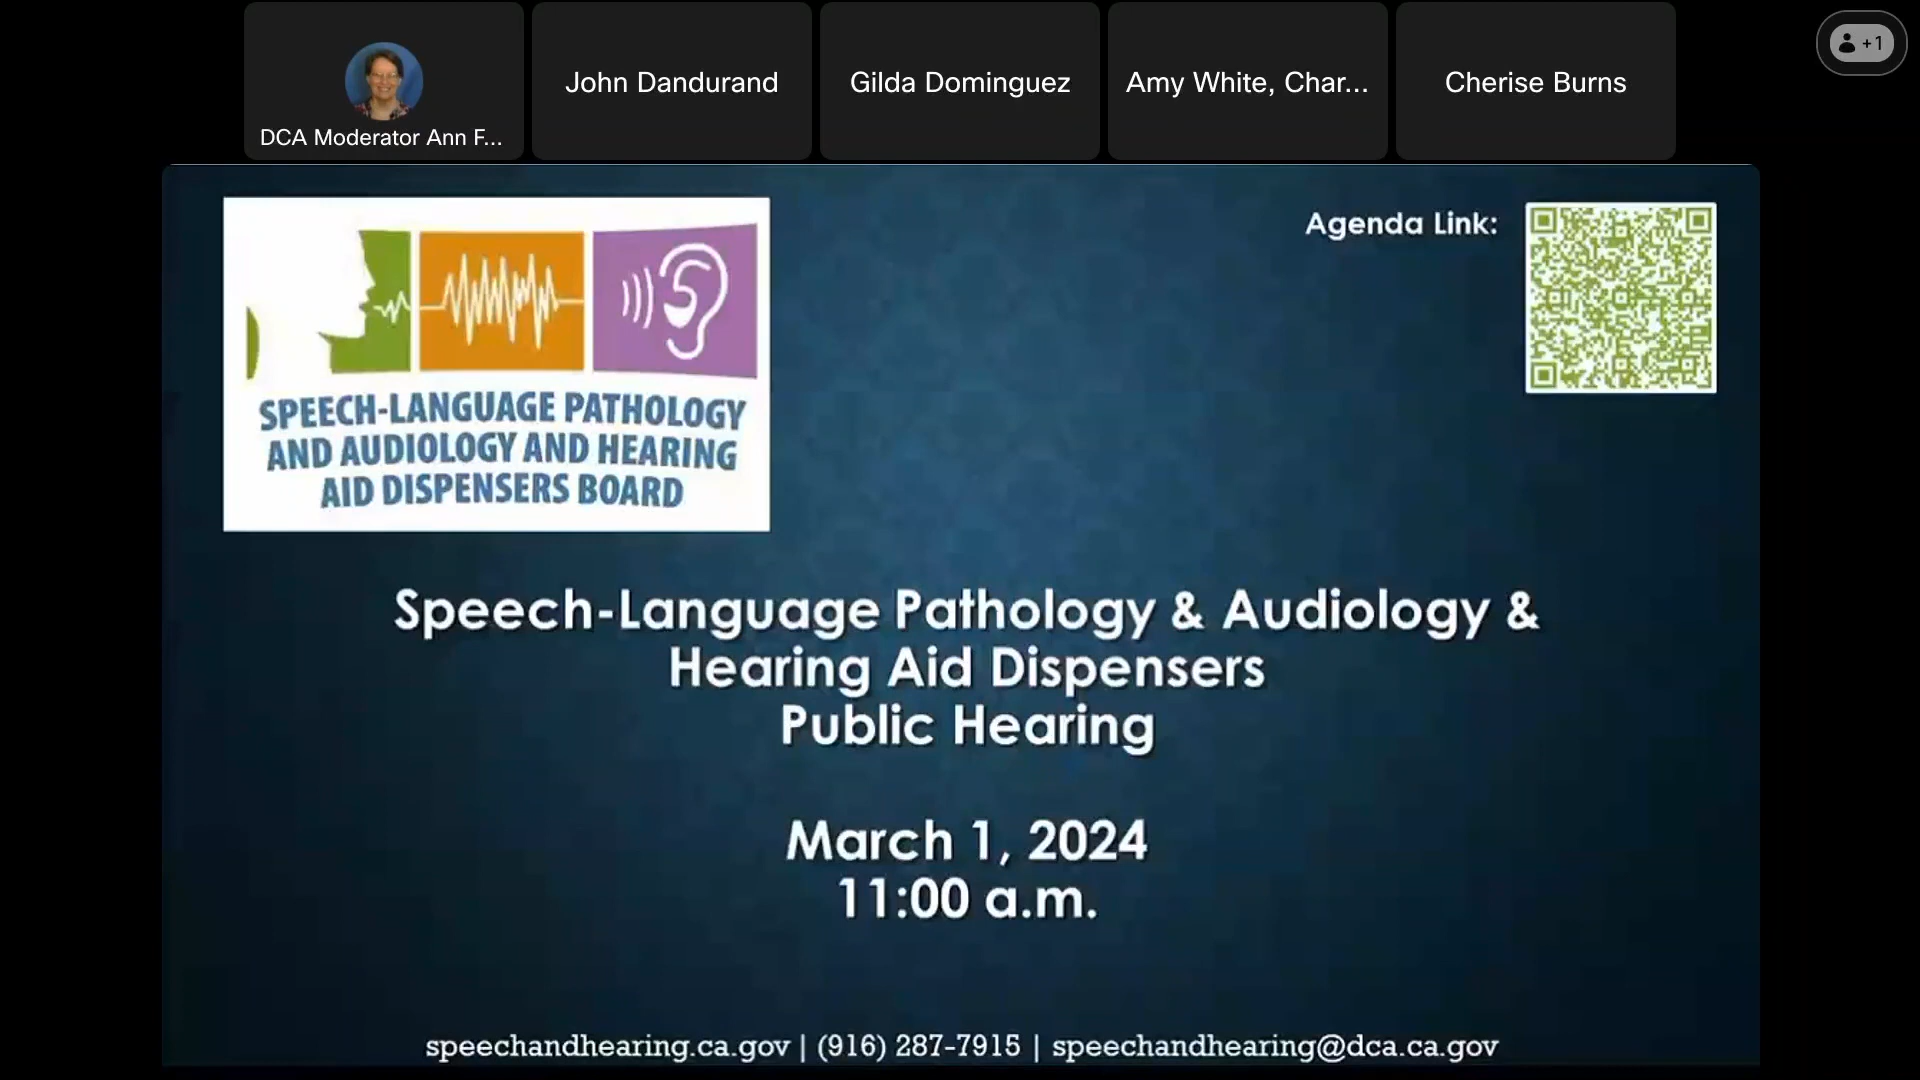 DCA Moderator Ann F...
John Dandurand
Gilda Dominguez
Amy White, Char...
Cherise Burns
+1
Agenda Link:
SPEECH-LANGUAGE PATHOLOGY
AND AUDIOLOGY AND HEARING
AID DISPENSERS BOARD
Speech-Language Pathology & Audiology &
Hearing Aid Dispensers
Public Hearing
March 1, 2024
11:00 a.m.
speechandhearing.ca.gov | (916) 287-7915 | speechandhearing@dca.ca.gov